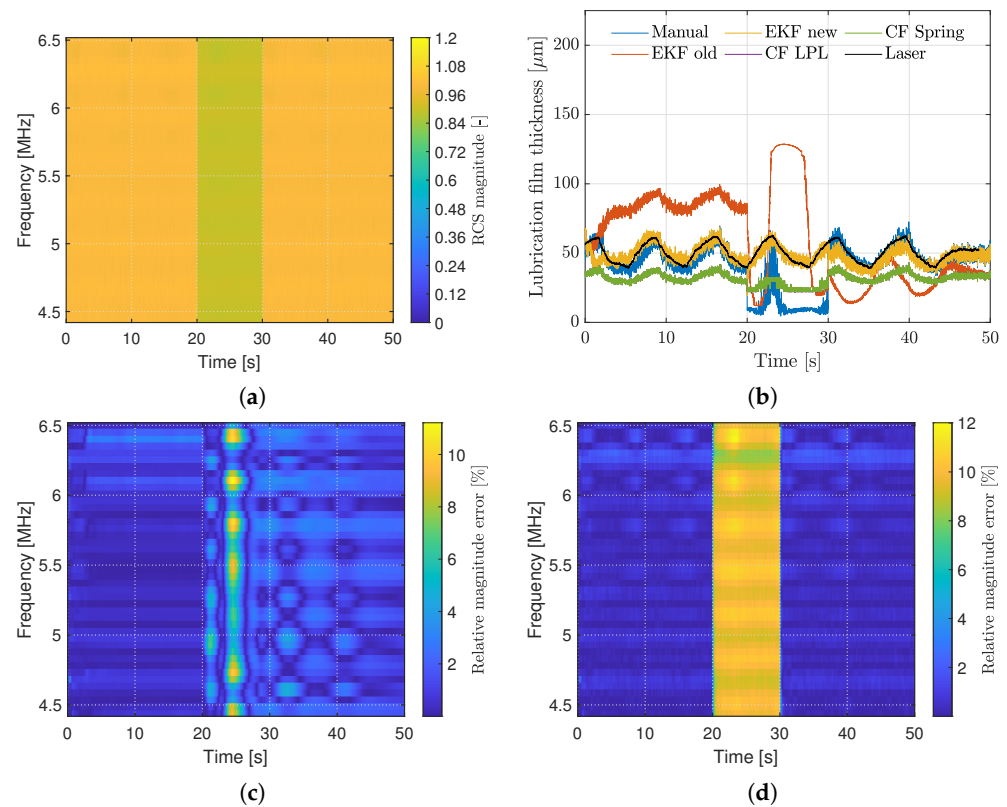 6.5
6
5.5
5
4.5
0 10 20 30 40 50
Frequency [MHz]
Time [s]
1.2
1.08
0.96
0.84
0.72
0.6
0.48
0.36
0.24
0.12
0
RCS magnitude [-]
(a)
Manual EKF new CF Spring
EKF old CF LPL Laser
200
150
100
50
0
0 10 20 30 40 50
Lubrication film thickness [µm]
Time [s]
(b)
6.5
6
5.5
5
4.5
0 10 20 30 40 50
Frequency [MHz]
Time [s]
10
8
6
4
2
Relative magnitude error [%]
(c)
6.5
6
5.5
5
4.5
0 10 20 30 40 50
Frequency [MHz]
Time [s]
12
10
8
6
4
2
Relative magnitude error [%]
(d)